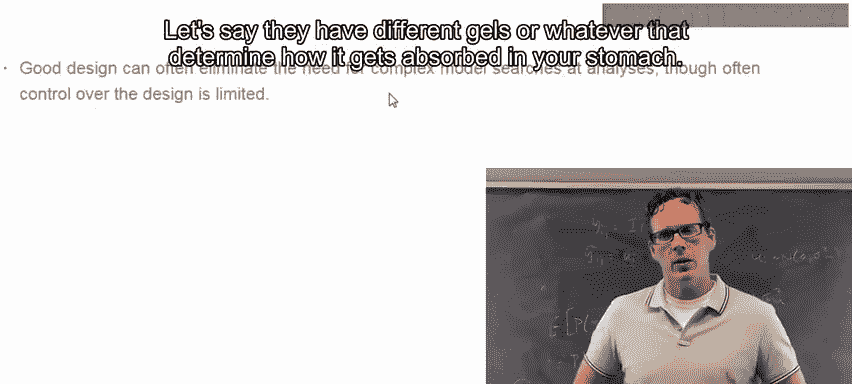 Let's say they have different gels or whatever that
determine how it gets absorbed in your stomach.
· Good design can often eliminate the need for complex model searches at analyses, though often
control over the design is limited.